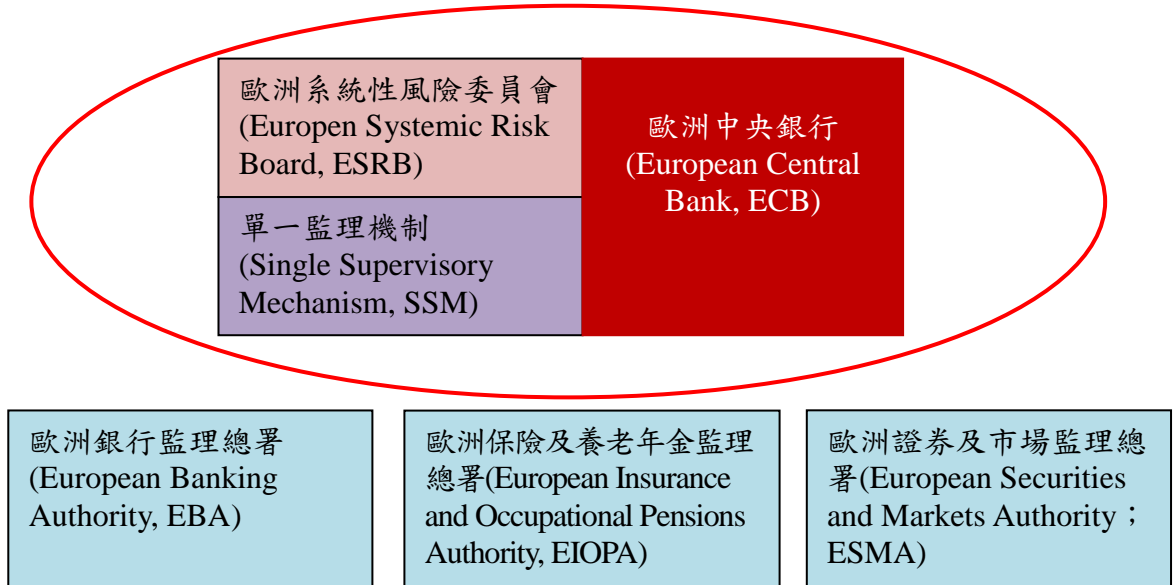 歐洲系統性風險委員會
(Europen Systemic Risk
Board, ESRB)
單一監理機制
(Single Supervisory
Mechanism, SSM)
歐洲中央銀行
(European Central
Bank, ECB)
歐洲銀行監理總署
(European Banking
Authority, EBA)
歐洲保險及養老年金監理
總署(European Insurance
and Occupational Pensions
Authority, EIOPA)
歐洲證券及市場監理總
署(European Securities
and Markets Authority；
ESMA)